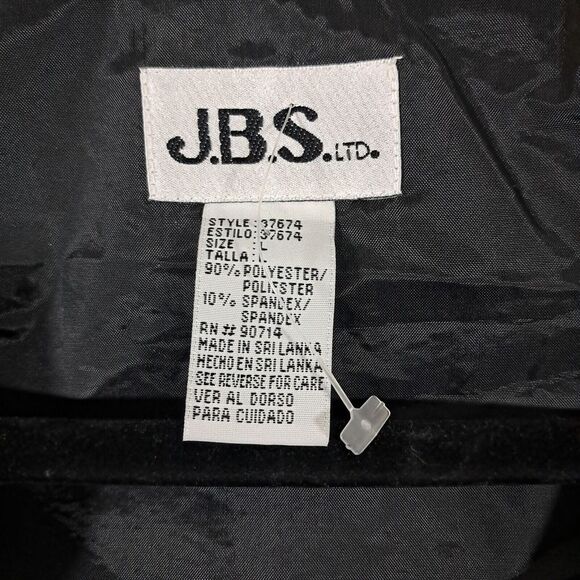 J.B.S. LTD.
STYLE: 37674
ESTILO: 37674
SIZE : L
TALLA: L
90% POLYESTER/
POLIESTER
10% SPANDEX/
SPANDEX
RN# 90714
MADE IN SRI LANKA
HECHO EN SRI LANKA
SEE REVERSE FOR CARE
VER AL DORSO
PARA CUIDADO